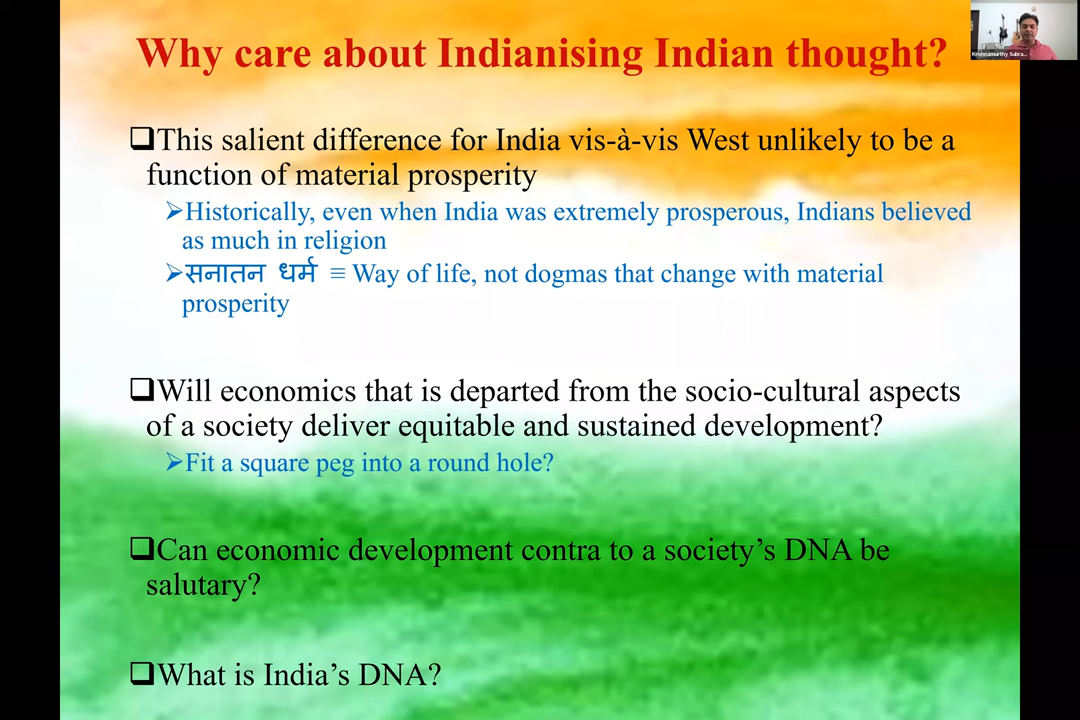 Why care about Indianising Indian thought?
Krishnamurthy Subra...
❑This salient difference for India vis-à-vis West unlikely to be a
function of material prosperity
➢Historically, even when India was extremely prosperous, Indians believed
as much in religion
➢सनातन धर्म ≡ Way of life, not dogmas that change with material
prosperity
❑Will economics that is departed from the socio-cultural aspects
of a society deliver equitable and sustained development?
➢Fit a square peg into a round hole?
❑Can economic development contra to a society’s DNA be
salutary?
❑What is India’s DNA?